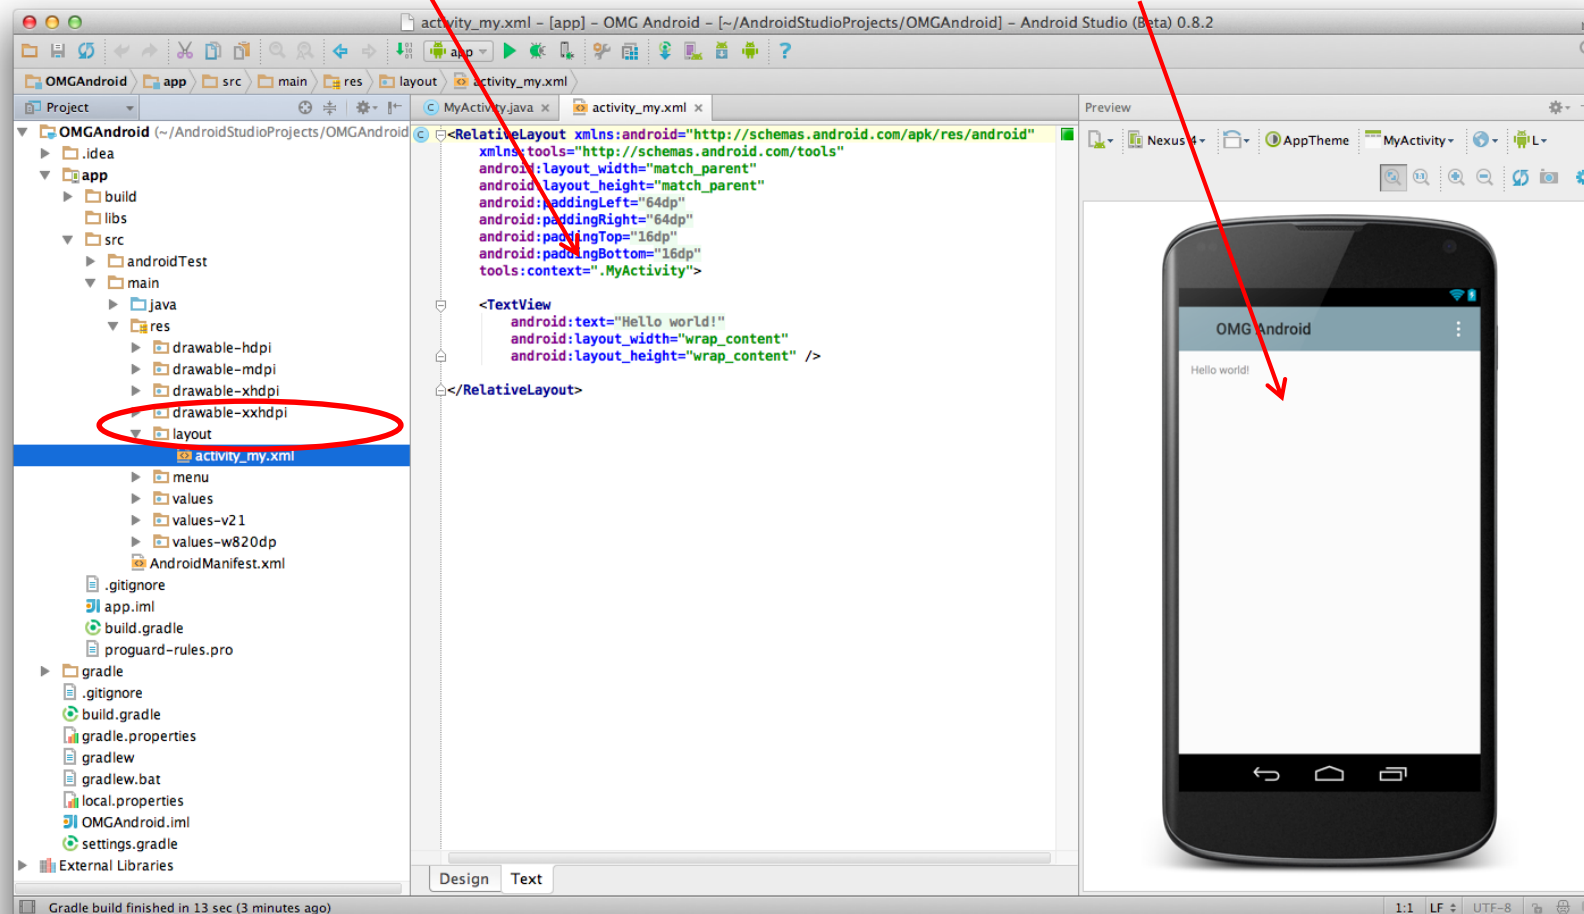 activity_my.xml – [app] – OMG Android – [~/AndroidStudioProjects/OMGAndroid] – Android Studio (Beta) 0.8.2
app
?
OMGAndroid app src main res layout activity_my.xml
Project
MyActivity.java
activity_my.xml
Preview
OMGAndroid (~/AndroidStudioProjects/OMGAndroid
.idea
app
build
libs
src
androidTest
main
java
res
drawable-hdpi
drawable-mdpi
drawable-xhdpi
drawable-xxhdpi
layout
activity_my.xml
menu
values
values-v21
values-w820dp
AndroidManifest.xml
.gitignore
app.iml
build.gradle
proguard-rules.pro
gradle
.gitignore
build.gradle
gradle.properties
gradlew
gradlew.bat
local.properties
OMGAndroid.iml
settings.gradle
External Libraries
<RelativeLayout xmlns:android="http://schemas.android.com/apk/res/android"
xmlns:tools="http://schemas.android.com/tools"
android:layout_width="match_parent"
android:layout_height="match_parent"
android:paddingLeft="64dp"
android:paddingRight="64dp"
android:paddingTop="16dp"
android:paddingBottom="16dp"
tools:context=".MyActivity">
<TextView
android:text="Hello world!"
android:layout_width="wrap_content"
android:layout_height="wrap_content" />
</RelativeLayout>
Design Text
Nexus 4 AppTheme MyActivity L
1:1
OMG Android
Hello world!
Gradle build finished in 13 sec (3 minutes ago)
1:1 LF UTF-8